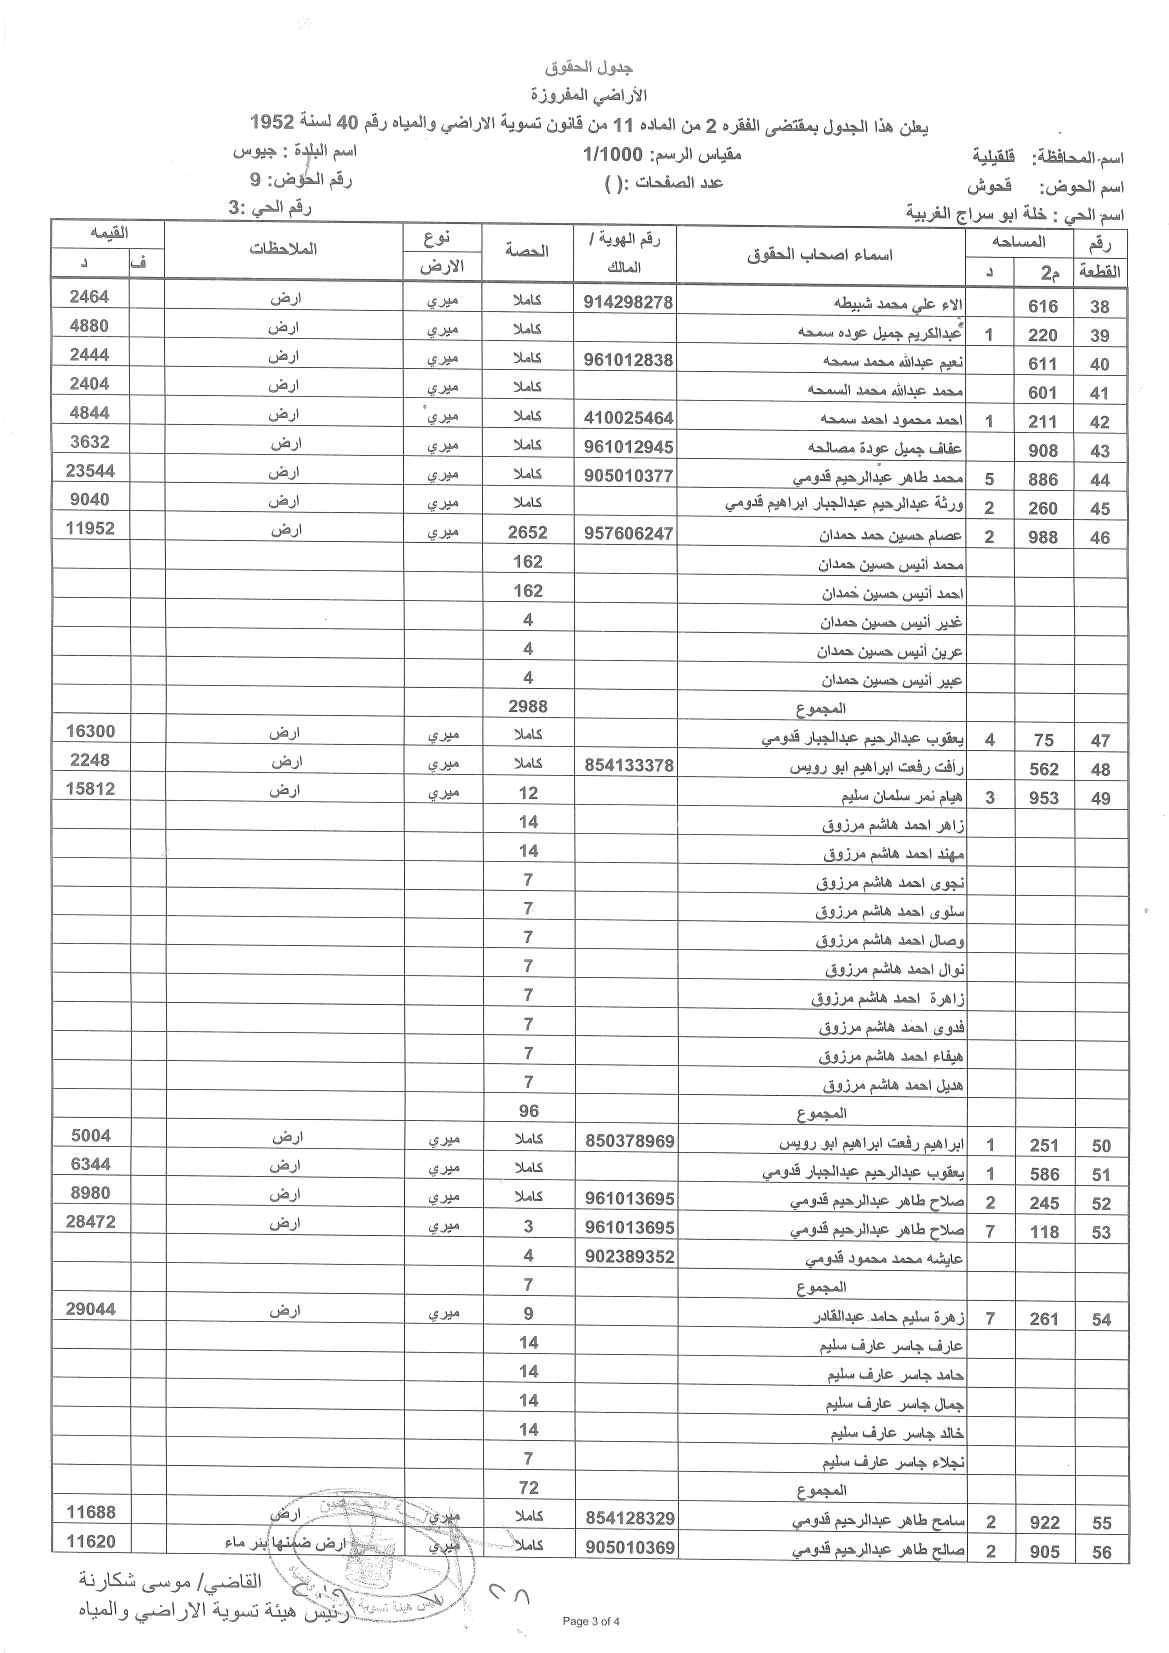 جدول الحقوق
الأراضي المفروزة
يعلن هذا الجدول بمقتضى الفقره 2 من الماده 11 من قانون تسوية الاراضي والمياه رقم 40 لسنة 1952
اسم المحافظة: قلقيلية مقياس الرسم: 1/1000 اسم البلدة : جيوس
اسم الحوض: قحوش عدد الصفحات :( ) رقم الحوض: 9
اسم الحي : خلة ابو سراج الغربية رقم الحي :3
رقم القطعة المساحه م2 د اسماء اصحاب الحقوق رقم الهوية / المالك الحصة نوع الارض الملاحظات القيمه ف د
38 616 الاء علي محمد شبيطه 914298278 كاملا ميري ارض 2464
39 220 1 عبدالكريم جميل عوده سمحه كاملا ميري ارض 4880
40 611 نعيم عبدالله محمد سمحه 961012838 كاملا ميري ارض 2444
41 601 محمد عبدالله محمد السمحه كاملا ميري ارض 2404
42 211 1 احمد محمود احمد سمحه 410025464 كاملا ميري ارض 4844
43 908 عفاف جميل عودة مصالحه 961012945 كاملا ميري ارض 3632
44 886 5 محمد طاهر عبدالرحيم قدومي 905010377 كاملا ميري ارض 23544
45 260 2 ورثة عبدالرحيم عبدالجبار ابراهيم قدومي كاملا ميري ارض 9040
46 988 2 عصام حسين حمد حمدان 957606247 2652 ميري ارض 11952
محمد أنيس حسين حمدان 162
احمد أنيس حسين حمدان 162
غدير أنيس حسين حمدان 4
عرين أنيس حسين حمدان 4
عبير أنيس حسين حمدان 4
المجموع 2988
47 75 4 يعقوب عبدالرحيم عبدالجبار قدومي كاملا ميري ارض 16300
48 562 رأفت رفعت ابراهيم ابو رويس 854133378 كاملا ميري ارض 2248
49 953 3 هيام نمر سلمان سليم 12 ميري ارض 15812
زاهر احمد هاشم مرزوق 14
مهند احمد هاشم مرزوق 14
نجوى احمد هاشم مرزوق 7
سلوى احمد هاشم مرزوق 7
وصال احمد هاشم مرزوق 7
نوال احمد هاشم مرزوق 7
زاهرة احمد هاشم مرزوق 7
فدوى احمد هاشم مرزوق 7
هيفاء احمد هاشم مرزوق 7
هديل احمد هاشم مرزوق 7
المجموع 96
50 251 1 ابراهيم رفعت ابراهيم ابو رويس 850378969 كاملا ميري ارض 5004
51 586 1 يعقوب عبدالرحيم عبدالجبار قدومي كاملا ميري ارض 6344
52 245 2 صلاح طاهر عبدالرحيم قدومي 961013695 كاملا ميري ارض 8980
53 118 7 صلاح طاهر عبدالرحيم قدومي 961013695 3 ميري ارض 28472
عايشه محمد محمود قدومي 902389352 4
المجموع 7
54 261 7 زهرة سليم حامد عبدالقادر 9 ميري ارض 29044
عارف جاسر عارف سليم 14
حامد جاسر عارف سليم 14
جمال جاسر عارف سليم 14
خالد جاسر عارف سليم 14
نجلاء جاسر عارف سليم 7
المجموع 72
55 922 2 سامح طاهر عبدالرحيم قدومي 854128329 كاملا ميري ارض 11688
56 905 2 صالح طاهر عبدالرحيم قدومي 905010369 كاملا ميري ارض ضمنها بئر ماء 11620
القاضي/ موسى شكارنة
رئيس هيئة تسوية الاراضي والمياه
Page 3 of 4